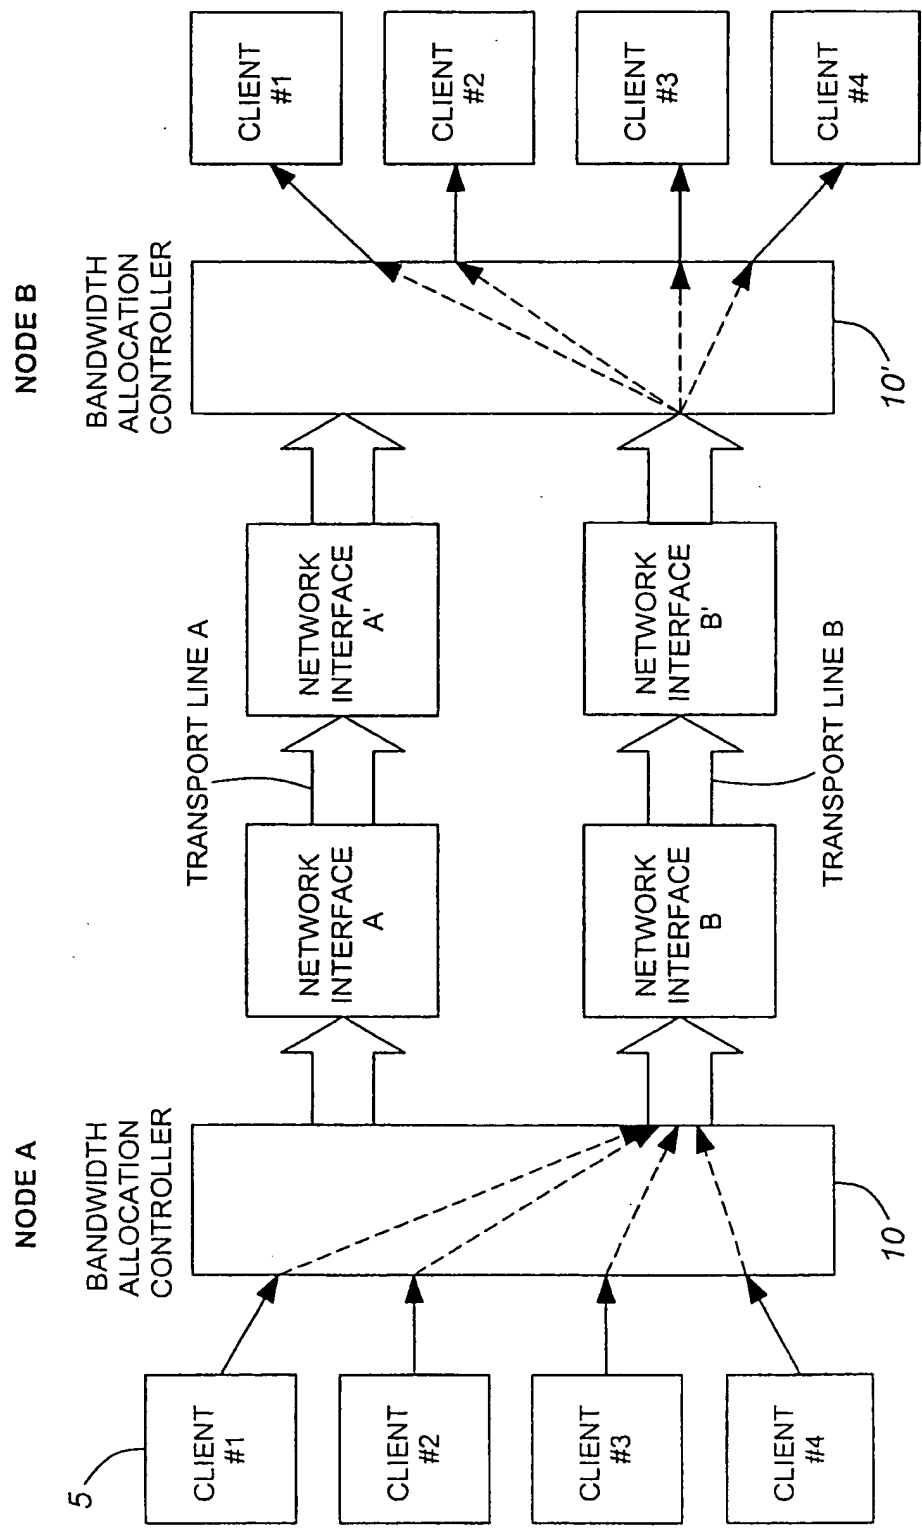 NODE A
NODE B
BANDWIDTH
ALLOCATION
CONTROLLER
BANDWIDTH
ALLOCATION
CONTROLLER
5
CLIENT
#1
CLIENT
#2
CLIENT
#3
CLIENT
#4
10
TRANSPORT LINE A
NETWORK
INTERFACE
A
NETWORK
INTERFACE
A'
NETWORK
INTERFACE
B
NETWORK
INTERFACE
B'
TRANSPORT LINE B
10'
CLIENT
#1
CLIENT
#2
CLIENT
#3
CLIENT
#4